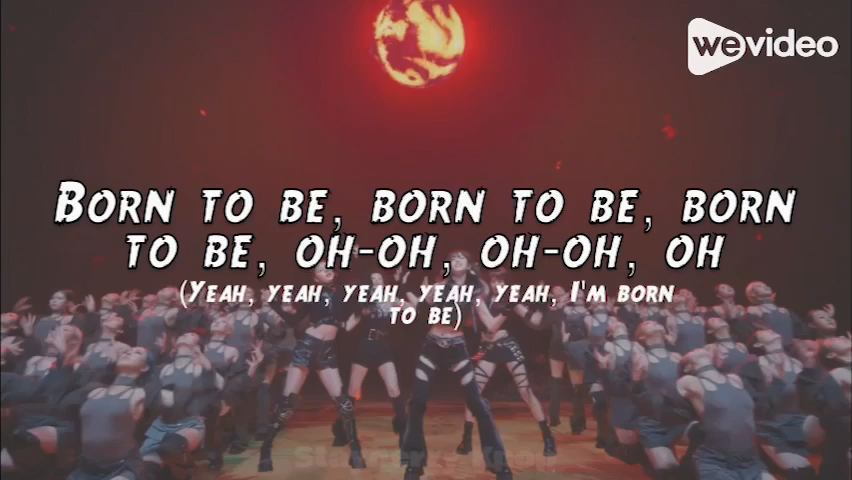 wevideo
Born to be, born to be, born
to be, oh-oh, oh-oh, oh
(Yeah, yeah, yeah, yeah, yeah, I'm born
to be)